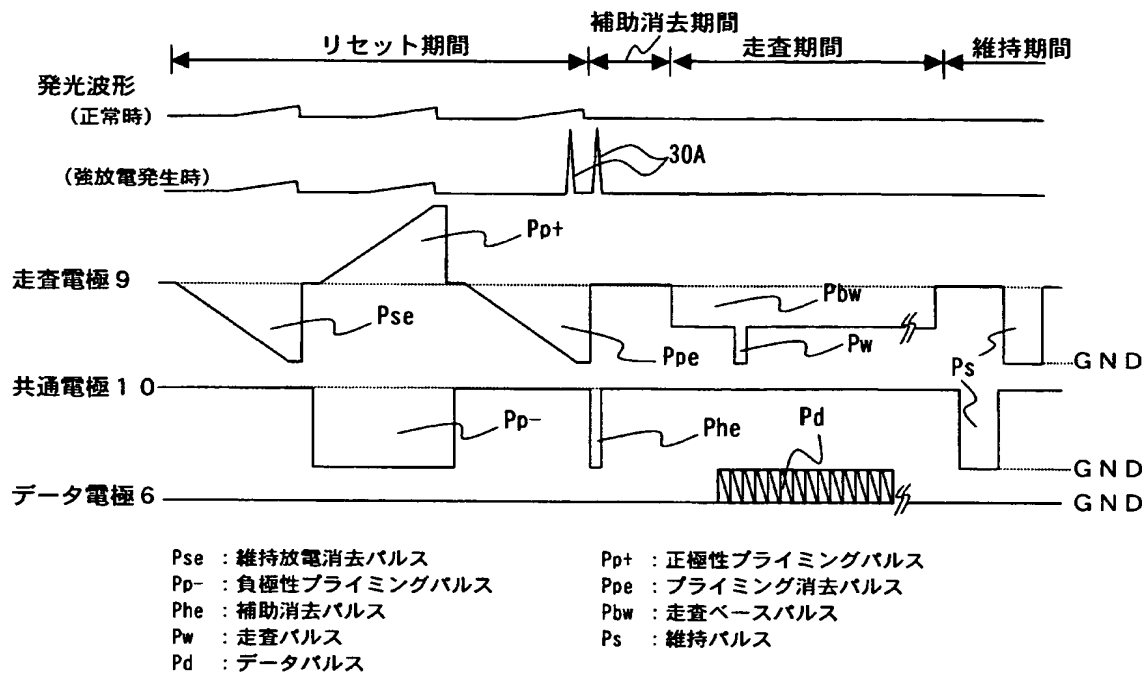 補助消去期間
リセット期間 走査期間 維持期間
発光波形
(正常時)
30A
(強放電発生時)
Pp+
走査電極9
Pbw
Pse
Ppe
Pw
Ps
GND
共通電極10
Pp-
Phe
Pd
GND
データ電極6
GND
Pse :維持放電消去パルス Pp+ :正極性プライミングパルス
Pp- :負極性プライミングパルス Ppe :プライミング消去パルス
Phe :補助消去パルス Pbw :走査ベースパルス
Pw :走査パルス Ps :維持パルス
Pd :データパルス